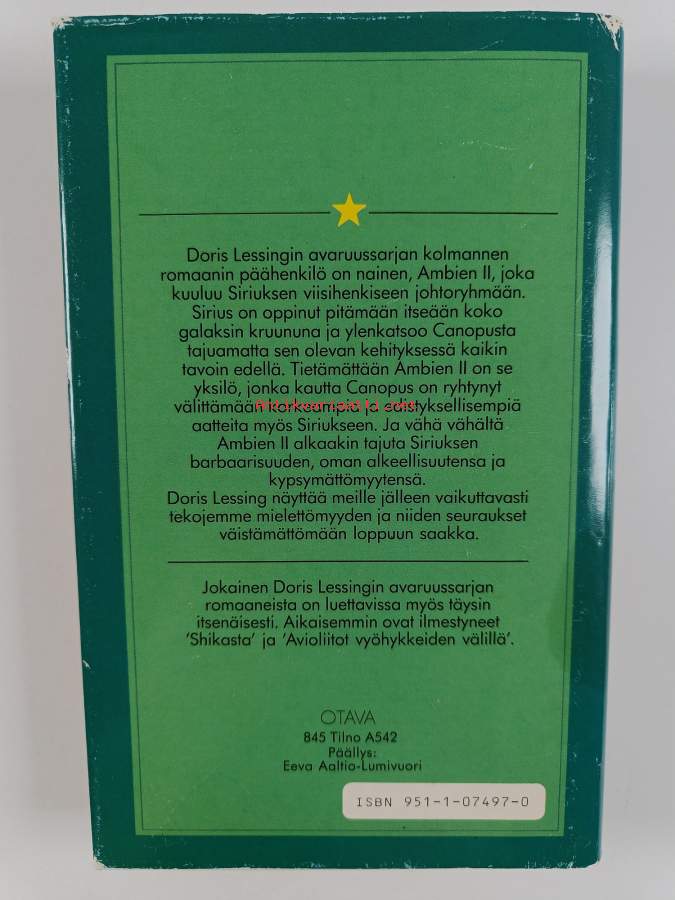 Doris Lessingin avaruussarjan kolmannen
romaanin päähenkilö on nainen, Ambien II, joka
kuuluu Siriuksen viisihenkiseen johtoryhmään.
Sirius on oppinut pitämään itseään koko
galaksin kruununa ja ylenkatsoo Canopusta
tajuamatta sen olevan kehityksessä kaikin
tavoin edellä. Tietämättään Ambien II on se
yksilö, jonka kautta Canopus on ryhtynyt
välittämään korkeampia ja edistyksellisempiä
aatteita myös Siriukseen. Ja vähä vähältä
Ambien II alkaakin tajuta Siriuksen
barbaarisuuden, oman alkeellisuutensa ja
kypsymättömyytensä.
Doris Lessing näyttää meille jälleen vaikuttavasti
tekojemme mielettömyyden ja niiden seuraukset
väistämättömään loppuun saakka.
Jokainen Doris Lessingin avaruussarjan
romaaneista on luettavissa myös täysin
itsenäisesti. Aikaisemmin ovat ilmestyneet
'Shikasta' ja 'Avioliitot vyöhykkeiden välillä'.
OTAVA
845 Tilno A542
Päällys:
Eeva Aaltio-Lumivuori
ISBN 951-1-07497-0